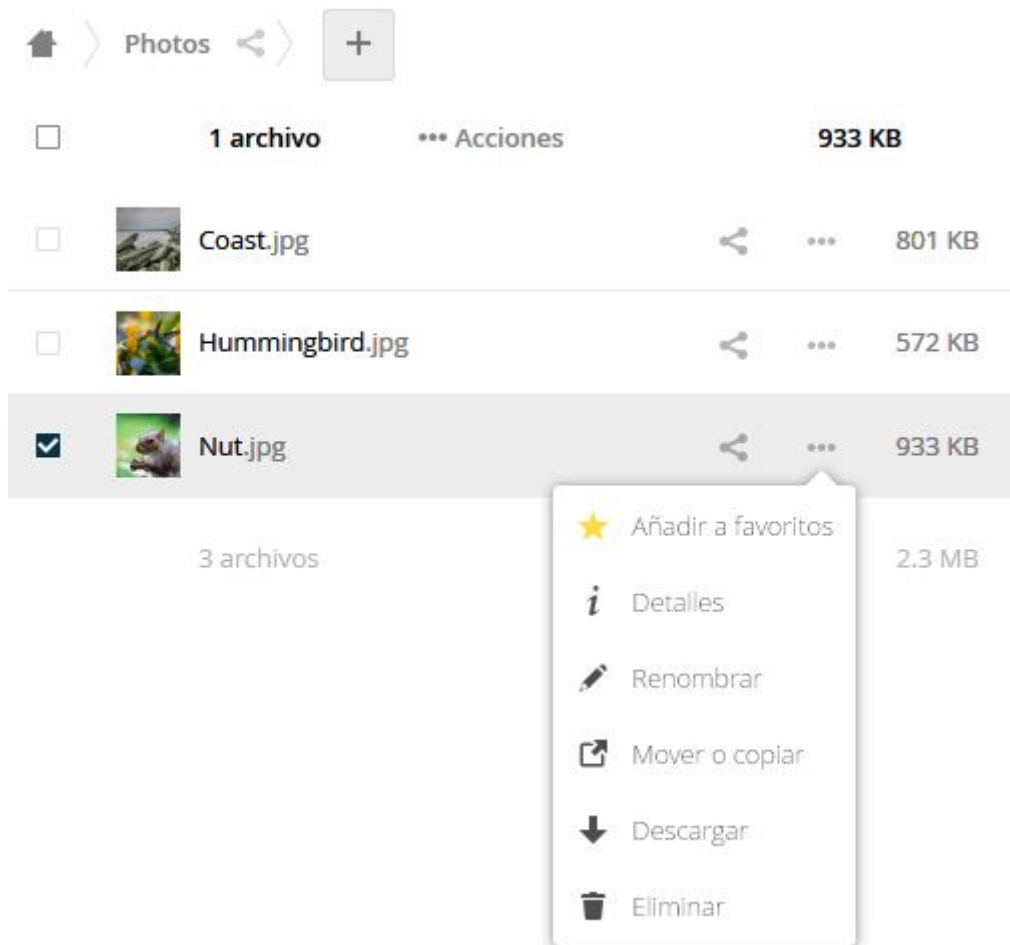 Photos +
1 archivo ••• Acciones 933 KB
Coast.jpg ••• 801 KB
Hummingbird.jpg ••• 572 KB
Nut.jpg ••• 933 KB
Añadir a favoritos
3 archivos 2.3 MB
Detalles
Renombrar
Mover o copiar
Descargar
Eliminar